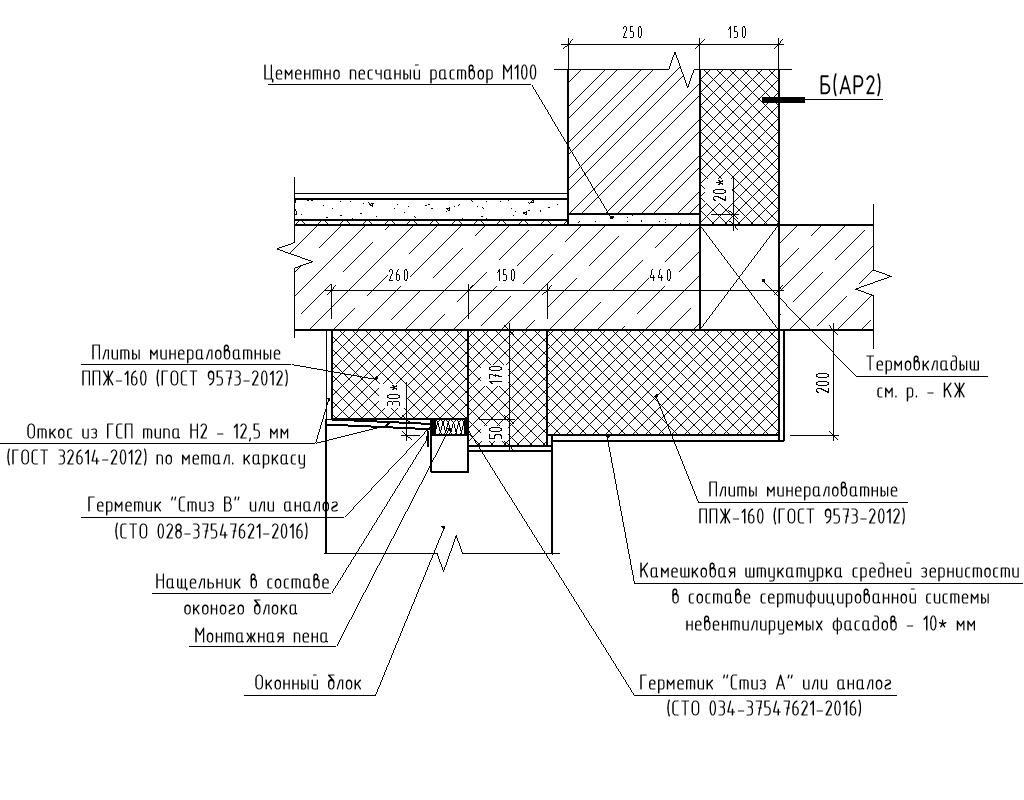 250
150
Цементно песчаный раствор М100
Б(АР2)
20*
260
150
440
Плиты минераловатные
ППЖ-160 (ГОСТ 9573-2012)
170
30*
200
Термовкладыш
см. р. - КЖ
50
Откос из ГСП типа Н2 - 12,5 мм
(ГОСТ 32614-2012) по метал. каркасу
Герметик "Стиз В" или аналог
(СТО 028-37547621-2016)
Плиты минераловатные
ППЖ-160 (ГОСТ 9573-2012)
Нащельник в составе
оконого блока
Монтажная пена
Камешковая штукатурка средней зернистости
в составе сертифицированной системы
невентилируемых фасадов - 10* мм
Оконный блок
Герметик "Стиз А" или аналог
(СТО 034-37547621-2016)